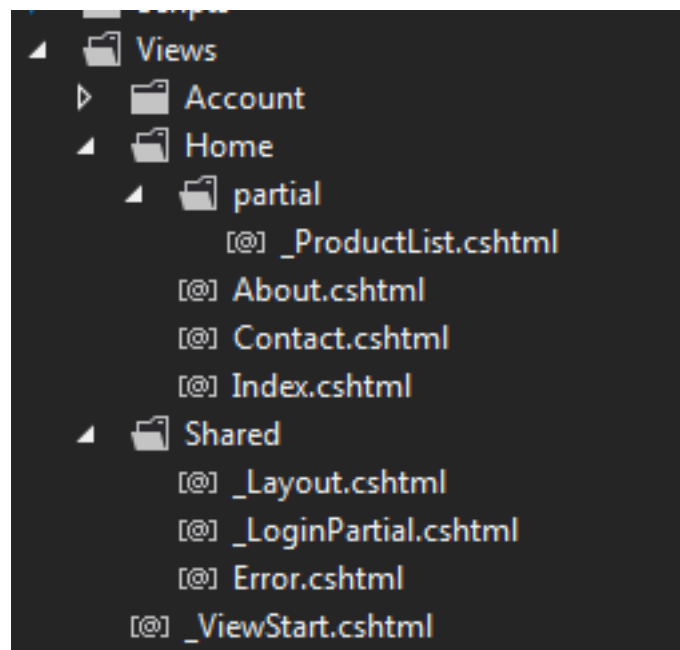 Views
Account
Home
partial
[@] _ProductList.cshtml
[@] About.cshtml
[@] Contact.cshtml
[@] Index.cshtml
Shared
[@] _Layout.cshtml
[@] _LoginPartial.cshtml
[@] Error.cshtml
[@] _ViewStart.cshtml